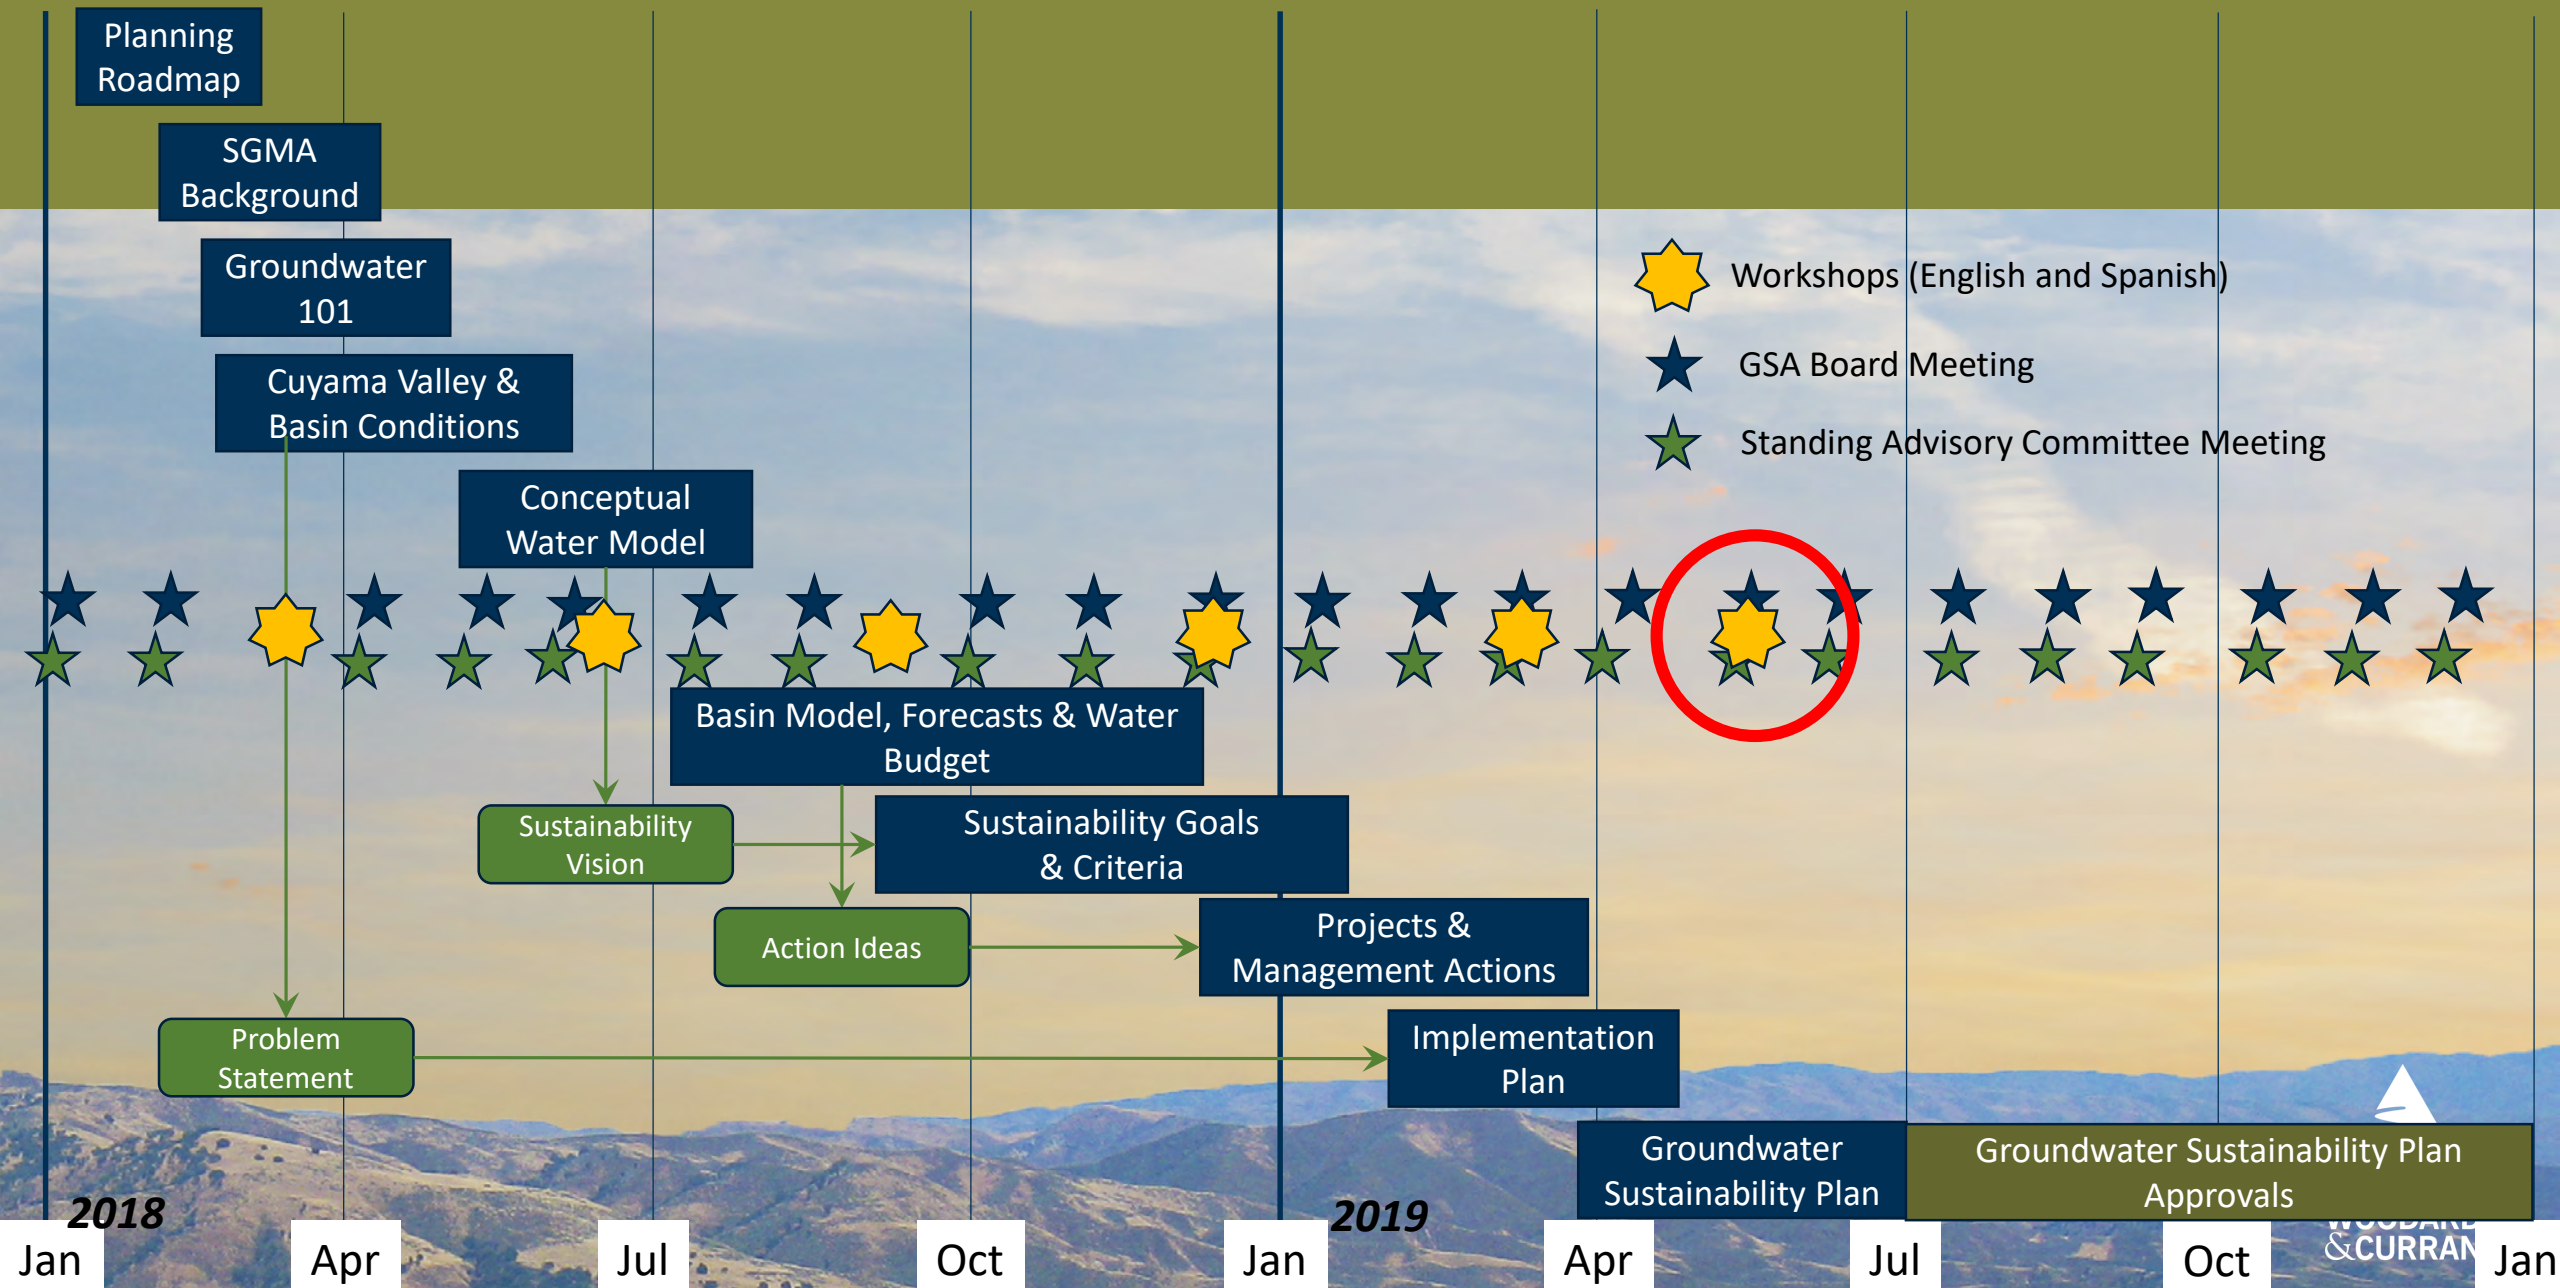 Planning
Roadmap
SGMA
Background
Groundwater
101
Cuyama Valley &
Basin Conditions
Conceptual
Water Model
Workshops (English and Spanish)
GSA Board Meeting
Standing Advisory Committee Meeting
Basin Model, Forecasts & Water
Budget
Sustainability
Vision
Sustainability Goals
& Criteria
Action Ideas
Projects &
Management Actions
Problem
Statement
Implementation
Plan
Groundwater
Sustainability Plan
Groundwater Sustainability Plan
Approvals
2018
2019
WOODARD
&CURRAN
Jan
Apr
Jul
Oct
Jan
Apr
Jul
Oct
Jan